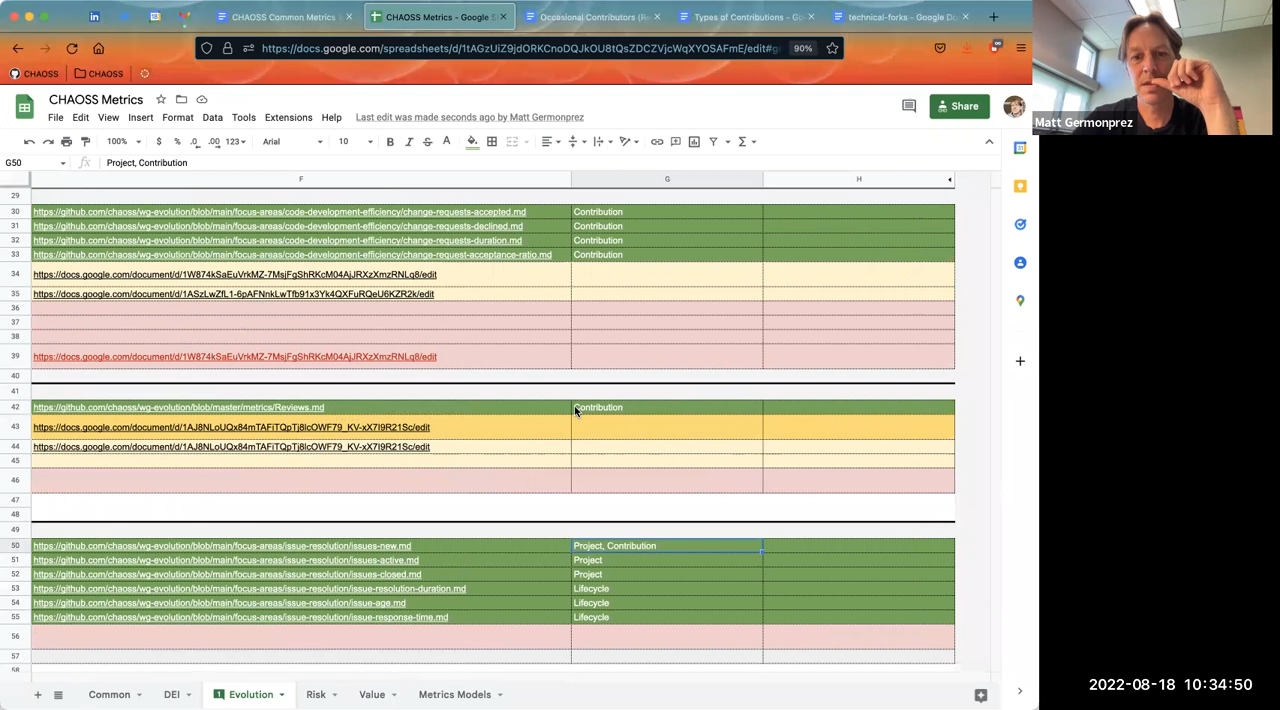 CHAOSS Common Metrics
CHAOSS Metrics - Google S
Occasional Contributors (R
Types of Contributions - Go
technical-forks - Google Do
https://docs.google.com/spreadsheets/d/1tAGzUiZ9jdORKCnoDQJkOU8tQsZDCZVjcWqXYOSAFmE/edit#g
90%
CHAOSS
CHAOSS
CHAOSS Metrics
Share
File Edit View Insert Format Data Tools Extensions Help Last edit was made seconds ago by Matt Germonprez
100% $ % .0 .00 123 Arial 10 B I S A
G50 fx Project, Contribution
F G H
29
30 https://github.com/chaoss/wg-evolution/blob/main/focus-areas/code-development-efficiency/change-requests-accepted.md Contribution
31 https://github.com/chaoss/wg-evolution/blob/main/focus-areas/code-development-efficiency/change-requests-declined.md Contribution
32 https://github.com/chaoss/wg-evolution/blob/main/focus-areas/code-development-efficiency/change-requests-duration.md Contribution
33 https://github.com/chaoss/wg-evolution/blob/main/focus-areas/code-development-efficiency/change-request-acceptance-ratio.md Contribution
34 https://docs.google.com/document/d/1W874kSaEuVrkMZ-7MsjFgShRKcM04AjJRXzXmzRNLq8/edit
35 https://docs.google.com/document/d/1ASzLwZfL1-6pAFNnkLwTfb91x3Yk4QXFuRQeU6KZR2k/edit
36
37
38
39 https://docs.google.com/document/d/1W874kSaEuVrkMZ-7MsjFgShRKcM04AjJRXzXmzRNLq8/edit
40
41
42 https://github.com/chaoss/wg-evolution/blob/master/metrics/Reviews.md Contribution
43 https://docs.google.com/document/d/1AJ8NLoUQx84mTAFiTQpTj8lcOWF79_KV-xX7I9R21Sc/edit
44 https://docs.google.com/document/d/1AJ8NLoUQx84mTAFiTQpTj8lcOWF79_KV-xX7I9R21Sc/edit
45
46
47
48
49
50 https://github.com/chaoss/wg-evolution/blob/main/focus-areas/issue-resolution/issues-new.md Project, Contribution
51 https://github.com/chaoss/wg-evolution/blob/main/focus-areas/issue-resolution/issues-active.md Project
52 https://github.com/chaoss/wg-evolution/blob/main/focus-areas/issue-resolution/issues-closed.md Project
53 https://github.com/chaoss/wg-evolution/blob/main/focus-areas/issue-resolution/issue-resolution-duration.md Lifecycle
54 https://github.com/chaoss/wg-evolution/blob/main/focus-areas/issue-resolution/issue-age.md Lifecycle
55 https://github.com/chaoss/wg-evolution/blob/main/focus-areas/issue-resolution/issue-response-time.md Lifecycle
56
57
58
1
Common DEI Evolution Risk Value Metrics Models
Matt Germonprez
2022-08-18 10:34:50